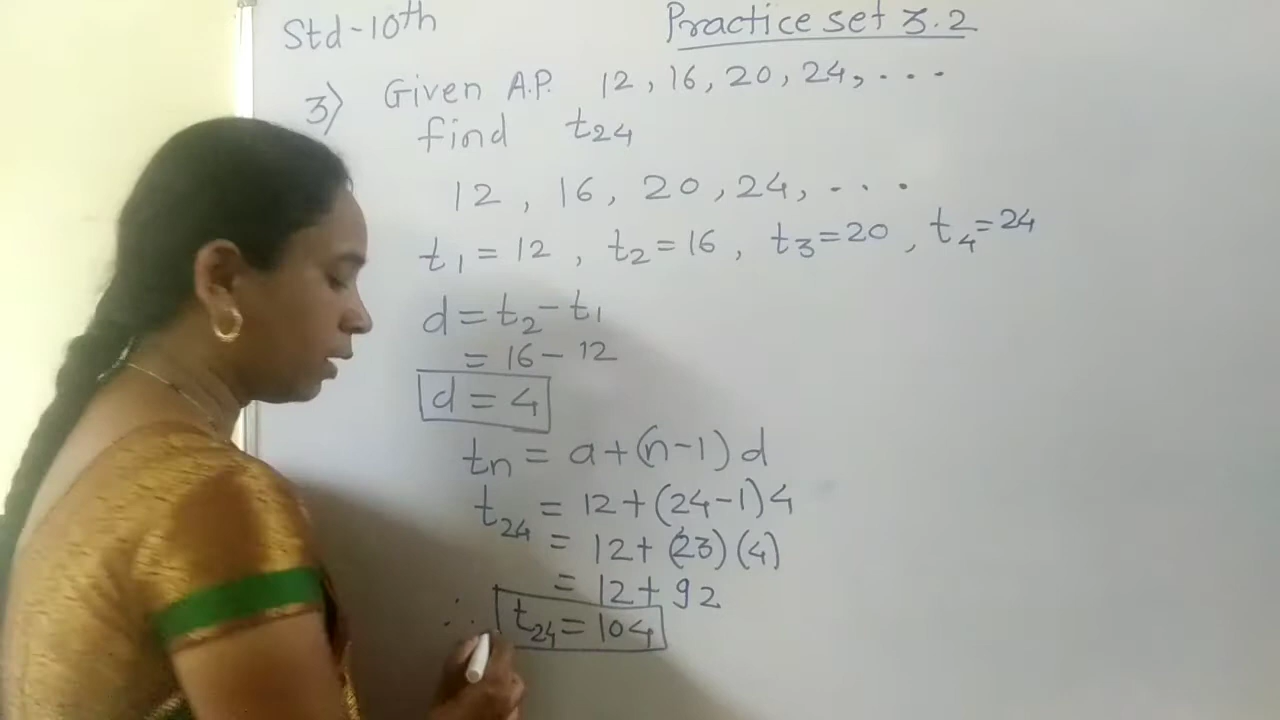 Std-10th
Practice set 3.2
3) Given A.P. 12, 16, 20, 24, ...
find t24
12, 16, 20, 24, ...
t1 = 12, t2 = 16, t3 = 20, t4 = 24
d = t2 - t1
= 16 - 12
d = 4
tn = a + (n-1) d
t24 = 12 + (24-1) 4
= 12 + (23) (4)
= 12 + 92
∴ t24 = 104